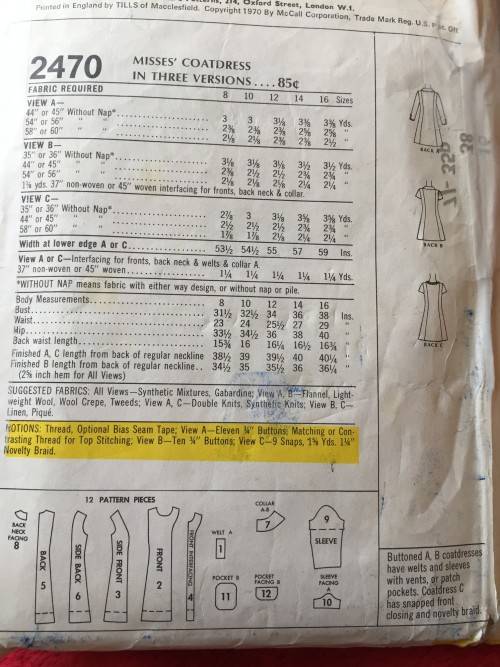 Printed in England by TILLS of Macclesfield. Copyright 1970 By McCall Corporation, Trade Mark Reg. U.S. Pat. Off.
Patterns, 214, Oxford Street, London W.1.
2470 MISSES' COATDRESS
IN THREE VERSIONS....85¢
FABRIC REQUIRED 8 10 12 14 16 Sizes
VIEW A—
44" or 45" Without Nap* 3 3 3⅛ 3⅜ 3⅜ Yds.
54" or 56" " " 2⅜ 2⅜ 2⅜ 2⅝ 2⅝ "
58" or 60" " " 2⅛ 2⅛ 2⅜ 2⅜ 2½ "
VIEW B—
35" or 36" Without Nap* 3⅛ 3⅛ 3⅛ 3½ 3½ Yds.
44" or 45" " " 2⅜ 2½ 2½ 2¾ 2¾ "
54" or 56" " " 2⅛ 2⅛ 2⅛ 2¼ 2¼ "
yds. 37" non-woven or 45" woven interfacing for fronts, back neck & collar.
VIEW C—
35" or 36" Without Nap* 2⅞ 3 3⅛ 3⅜ 3⅜ Yds.
44" or 45" " " 2½ 2½ 2½ 2¾ 2¾ "
58" or 60" " " 1⅞ 1⅞ 2⅛ 2¼ 2¼ "
Width at lower edge A or C 53½ 54½ 55 57 59 Ins.
View A or C—Interfacing for fronts, back neck & welts & collar A.
37" non-woven or 45" woven 1¼ 1¼ 1¼ 1¼ 1¼ Yds.
*WITHOUT NAP means fabric with either way design, or without nap or pile.
Body Measurements 8 10 12 14 16
Bust 31½ 32½ 34 36 38 Ins.
Waist 23 24 25½ 27 29 "
Hip 33½ 34½ 36 38 40 "
Back waist length 15¾ 16 16¼ 16½ 16¾ "
Finished A, C length from back of regular neckline 38½ 39 39½ 40 40¼ "
Finished B length from back of regular neckline.. 34½ 35 35½ 36 36¼ "
(2⅝ inch hem for All Views)
SUGGESTED FABRICS: All Views—Synthetic Mixtures, Gabardine; View A, B—Flannel, Light-
weight Wool, Wool Crepe, Tweeds; View A, C—Double Knits, Synthetic Knits; View B, C—
Linen, Piqué.
NOTIONS: Thread, Optional Bias Seam Tape; View A—Eleven ¾" Buttons; Matching or Con-
trasting Thread for Top Stitching; View B—Ten ¾" Buttons; View C—9 Snaps, 1⅝ Yds. 1¼"
Novelty Braid.
BACK A
BACK B
BACK C
38
12 PATTERN PIECES
BACK NECK FACING 8
BACK 5
SIDE BACK 6
SIDE FRONT 3
FRONT 2
FRONT INTERFACING 4
WELT A 1
COLLAR A-B 7
9 SLEEVE
POCKET B 11
POCKET FACING B 12
SLEEVE FACING A 10
Buttoned A, B coatdresses
have welts and sleeves
with vents, or patch
pockets. Coatdress C
has snapped front
closing and novelty braid.